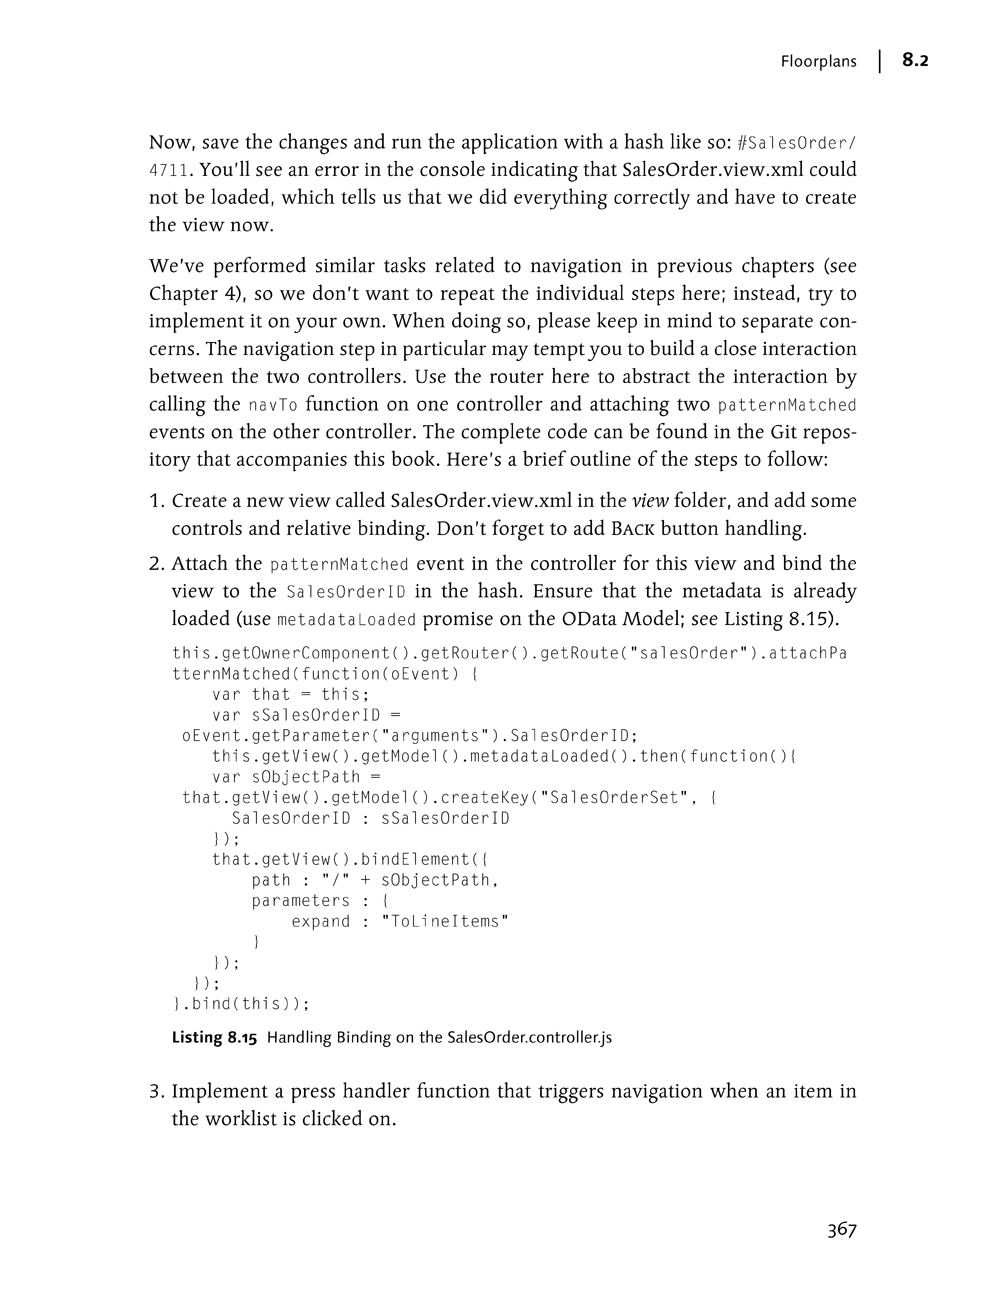 Floorplans | 8.2
Now, save the changes and run the application with a hash like so: #SalesOrder/
4711. You'll see an error in the console indicating that SalesOrder.view.xml could
not be loaded, which tells us that we did everything correctly and have to create
the view now.
We've performed similar tasks related to navigation in previous chapters (see
Chapter 4), so we don't want to repeat the individual steps here; instead, try to
implement it on your own. When doing so, please keep in mind to separate con-
cerns. The navigation step in particular may tempt you to build a close interaction
between the two controllers. Use the router here to abstract the interaction by
calling the navTo function on one controller and attaching two patternMatched
events on the other controller. The complete code can be found in the Git repos-
itory that accompanies this book. Here's a brief outline of the steps to follow:
1. Create a new view called SalesOrder.view.xml in the view folder, and add some
controls and relative binding. Don't forget to add BACK button handling.
2. Attach the patternMatched event in the controller for this view and bind the
view to the SalesOrderID in the hash. Ensure that the metadata is already
loaded (use metadataLoaded promise on the OData Model; see Listing 8.15).
this.getOwnerComponent().getRouter().getRoute("salesOrder").attachPa
tternMatched(function(oEvent) {
    var that = this;
    var sSalesOrderID =
 oEvent.getParameter("arguments").SalesOrderID;
    this.getView().getModel().metadataLoaded().then(function(){
    var sObjectPath =
 that.getView().getModel().createKey("SalesOrderSet", {
      SalesOrderID : sSalesOrderID
    });
    that.getView().bindElement({
        path : "/" + sObjectPath,
        parameters : {
            expand : "ToLineItems"
        }
    });
  });
}.bind(this));
Listing 8.15 Handling Binding on the SalesOrder.controller.js
3. Implement a press handler function that triggers navigation when an item in
the worklist is clicked on.
367